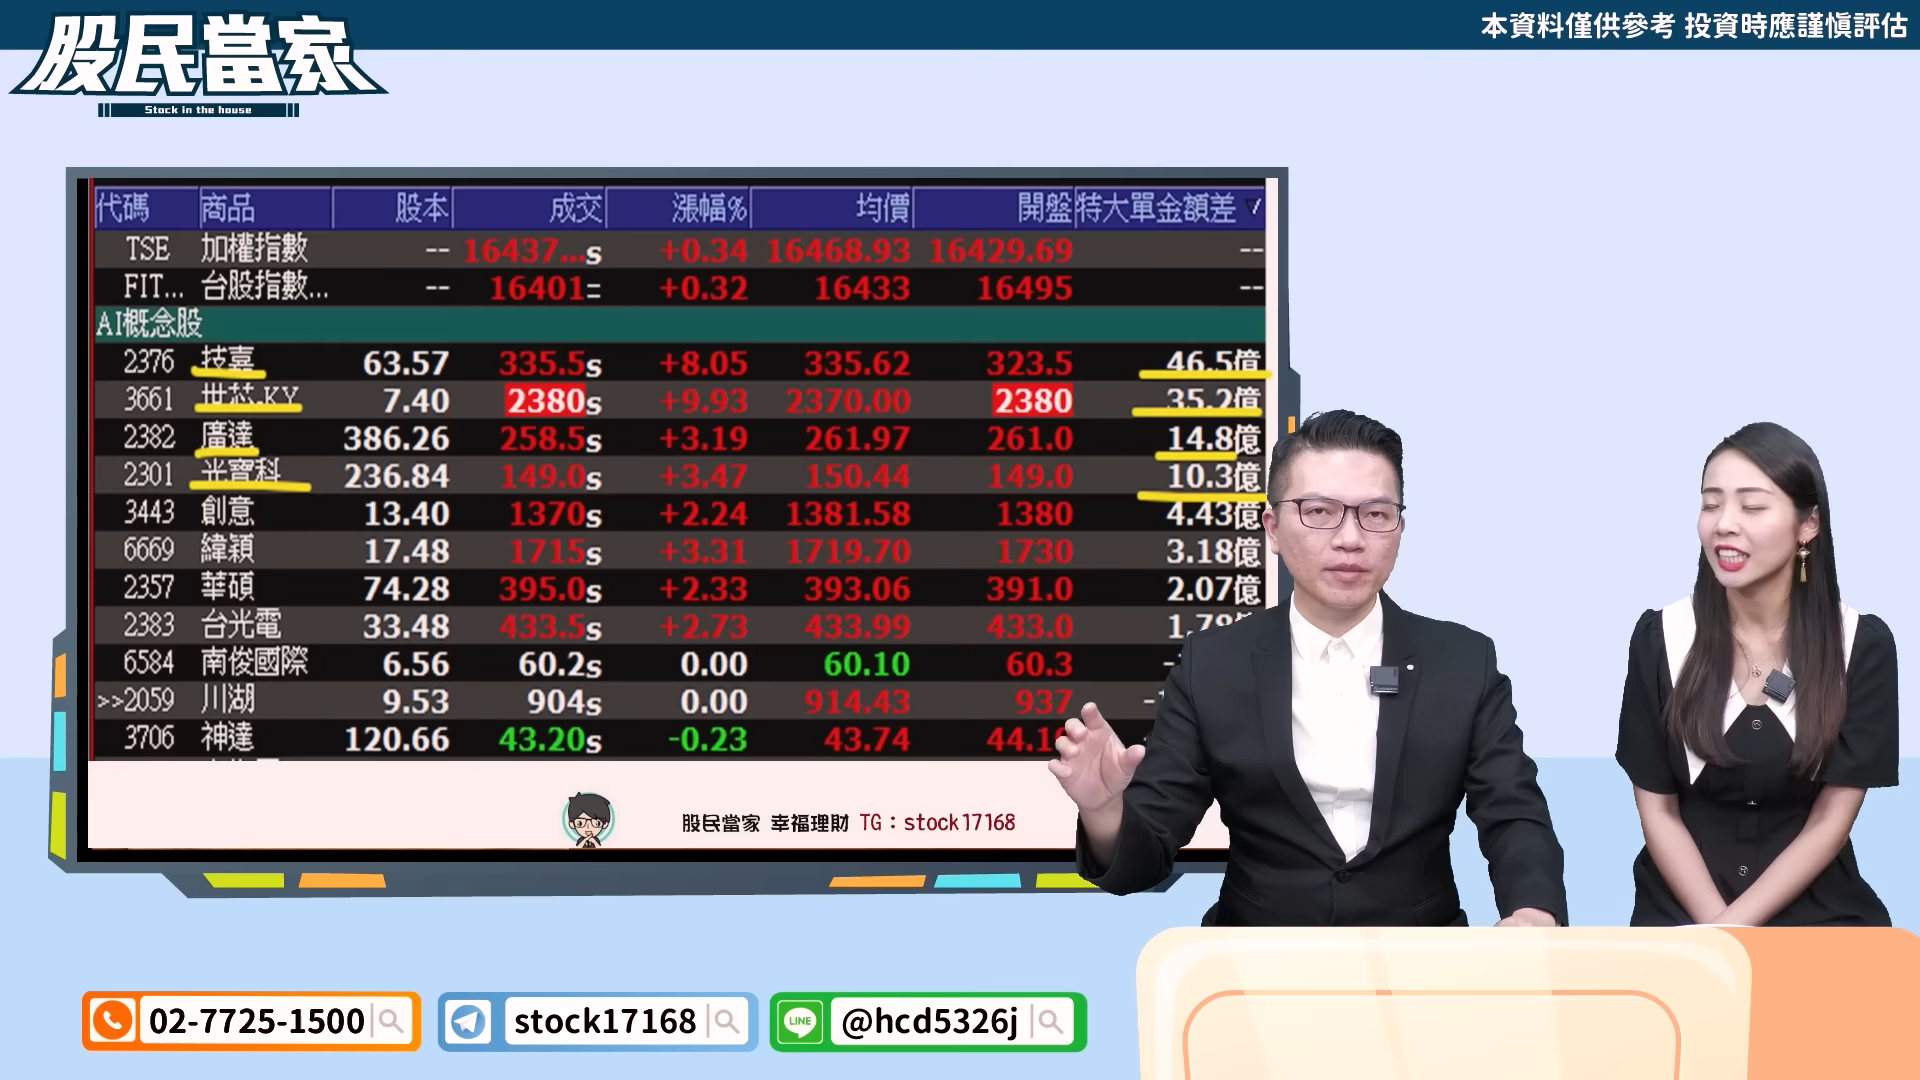 股民當家
Stock in the house
本資料僅供參考 投資時應謹慎評估
代碼 商品 股本 成交 漲幅% 均價 開盤 特大單金額差
TSE 加權指數 -- 16437...s +0.34 16468.93 16429.69 --
FIT... 台股指數... -- 16401= +0.32 16433 16495 --
AI概念股
2376 技嘉 63.57 335.5s +8.05 335.62 323.5 46.5億
3661 世芯-KY 7.40 2380s +9.93 2370.00 2380 35.2億
2382 廣達 386.26 258.5s +3.19 261.97 261.0 14.8億
2301 光寶科 236.84 149.0s +3.47 150.44 149.0 10.3億
3443 創意 13.40 1370s +2.24 1381.58 1380 4.43億
6669 緯穎 17.48 1715s +3.31 1719.70 1730 3.18億
2357 華碩 74.28 395.0s +2.33 393.06 391.0 2.07億
2383 台光電 33.48 433.5s +2.73 433.99 433.0 1.78億
6584 南俊國際 6.56 60.2s 0.00 60.10 60.3
>>2059 川湖 9.53 904s 0.00 914.43 937
3706 神達 120.66 43.20s -0.23 43.74
股民當家 幸福理財 TG：stock17168
02-7725-1500
stock17168
LINE @hcd5326j